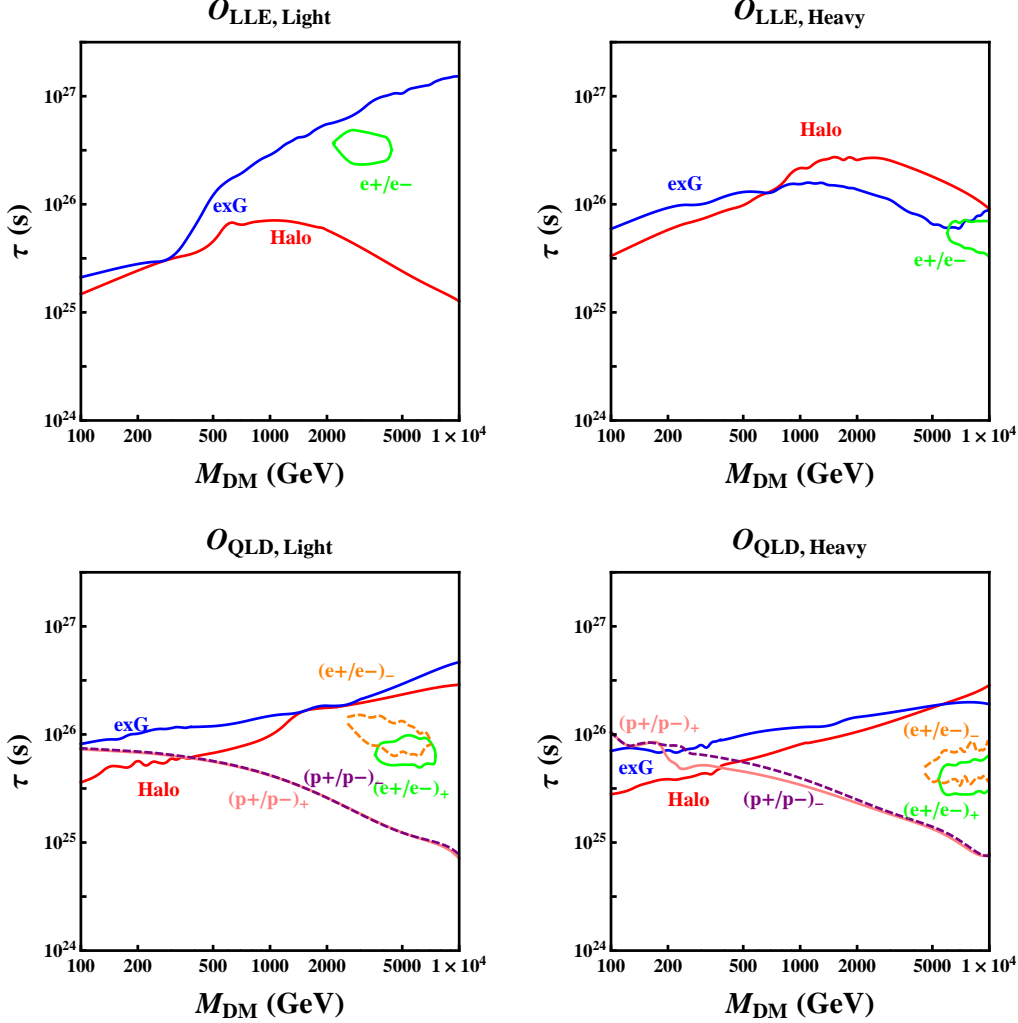 O LLE, Light
τ (s)
10^27
10^26
10^25
10^24
exG
Halo
e+/e−
100 200 500 1000 2000 5000 1 × 10^4
M_DM (GeV)
O LLE, Heavy
τ (s)
10^27
10^26
10^25
10^24
Halo
exG
e+/e−
100 200 500 1000 2000 5000 1 × 10^4
M_DM (GeV)
O QLD, Light
τ (s)
10^27
10^26
10^25
10^24
(e+/e−)_−
exG
Halo
(p+/p−)_−
(e+/e−)_+
(p+/p−)_+
100 200 500 1000 2000 5000 1 × 10^4
M_DM (GeV)
O QLD, Heavy
τ (s)
10^27
10^26
10^25
10^24
(p+/p−)_+
(e+/e−)_−
exG
Halo
(p+/p−)_−
(e+/e−)_+
100 200 500 1000 2000 5000 1 × 10^4
M_DM (GeV)